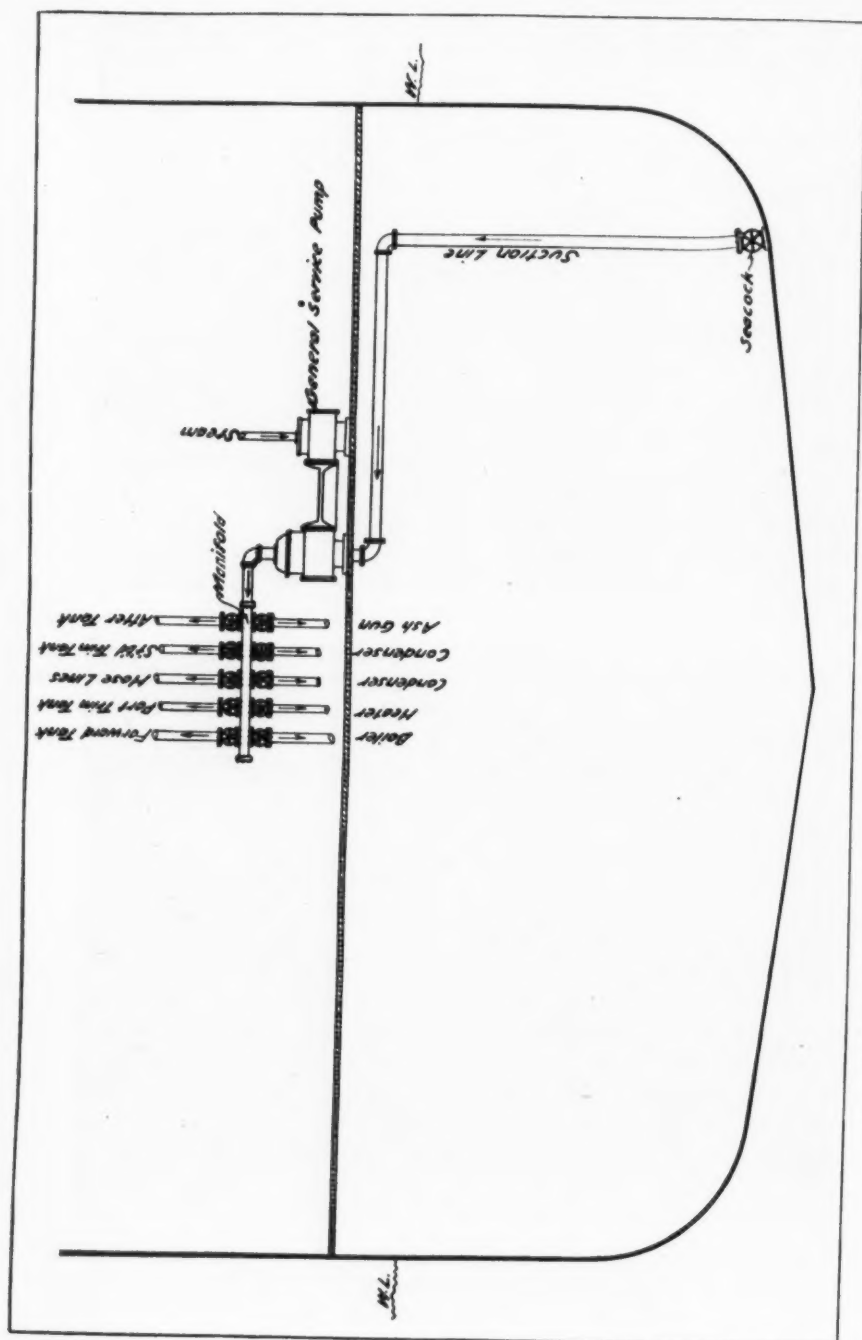 W.L.
General Service Pump
Steam
Manifold
Suction Line
Seacock
After Tank
Stb'd Trim Tank
Hose Lines
Port Trim Tank
Forward Tank
Ash Gun
Condenser
Condenser
Heater
Boiler
W.L.